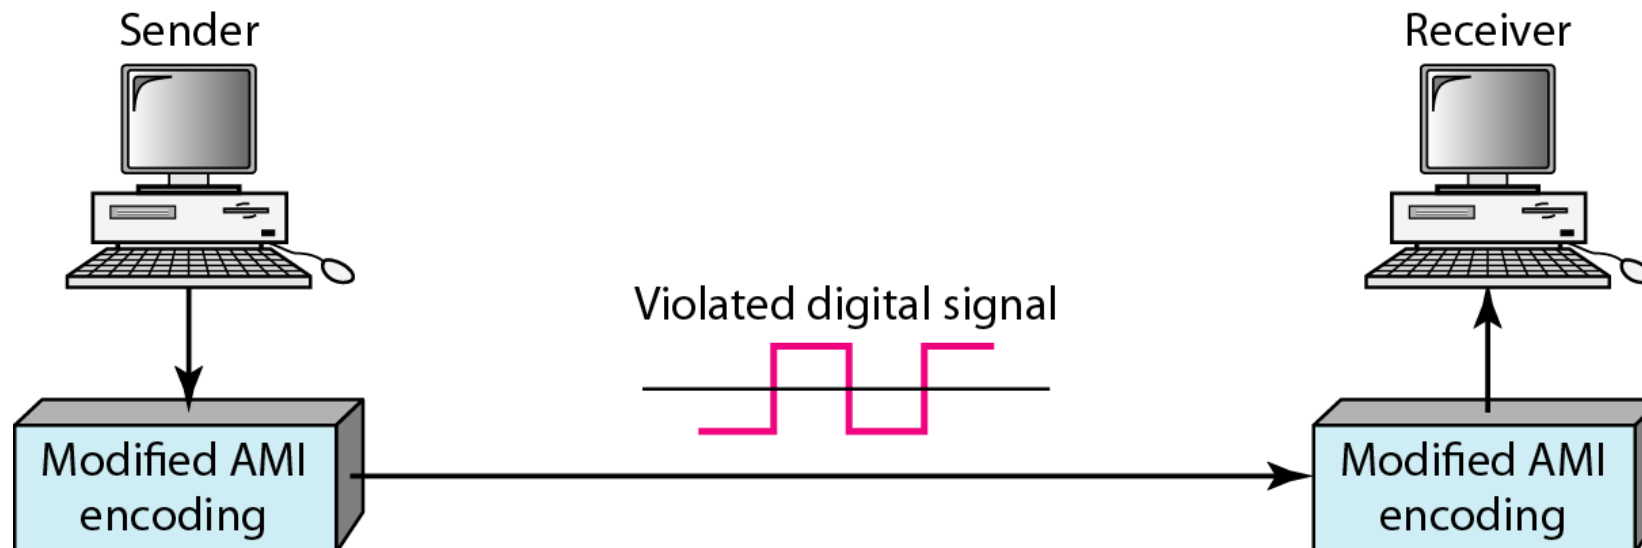 Sender
Receiver
Violated digital signal
Modified AMI
encoding
Modified AMI
encoding